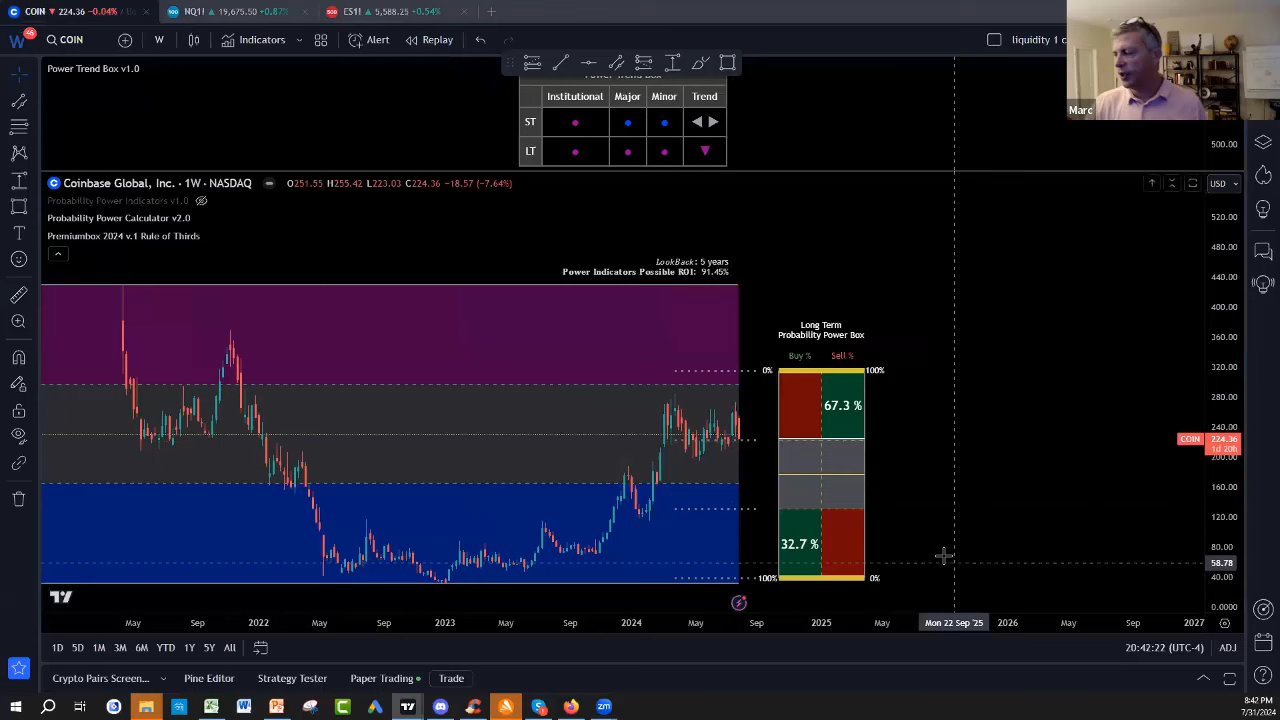 COIN ▼ 224.36 −0.04%
NQ1! ▲ 19,675.50 +0.87%
ES1! ▲ 5,588.25 +0.54%
COIN
W
Indicators
Alert
Replay
liquidity 1
Marc
Power Trend Box v1.0
Power Trend Box
Institutional Major Minor Trend
ST
LT
500.00
Coinbase Global, Inc. · 1W · NASDAQ
O251.55 H255.42 L223.03 C224.36 −18.57 (−7.64%)
USD
Probability Power Indicators v1.0
Probability Power Calculator v2.0
Premiumbox 2024 v.1 Rule of Thirds
LookBack: 5 years
Power Indicators Possible ROI: 91.45%
520.00
480.00
440.00
400.00
360.00
320.00
280.00
COIN 224.36
1d 20h
200.00
160.00
120.00
80.00
58.78
40.00
0.0000
Long Term
Probability Power Box
Buy % Sell %
0% 100%
67.3 %
32.7 %
100% 0%
May Sep 2022 May Sep 2023 May Sep 2024 May Sep 2025 May Mon 22 Sep '25 2026 May Sep 2027
1D 5D 1M 3M 6M YTD 1Y 5Y All
20:42:22 (UTC-4) ADJ
Crypto Pairs Screen... Pine Editor Strategy Tester Paper Trading Trade
8:42 PM
7/31/2024